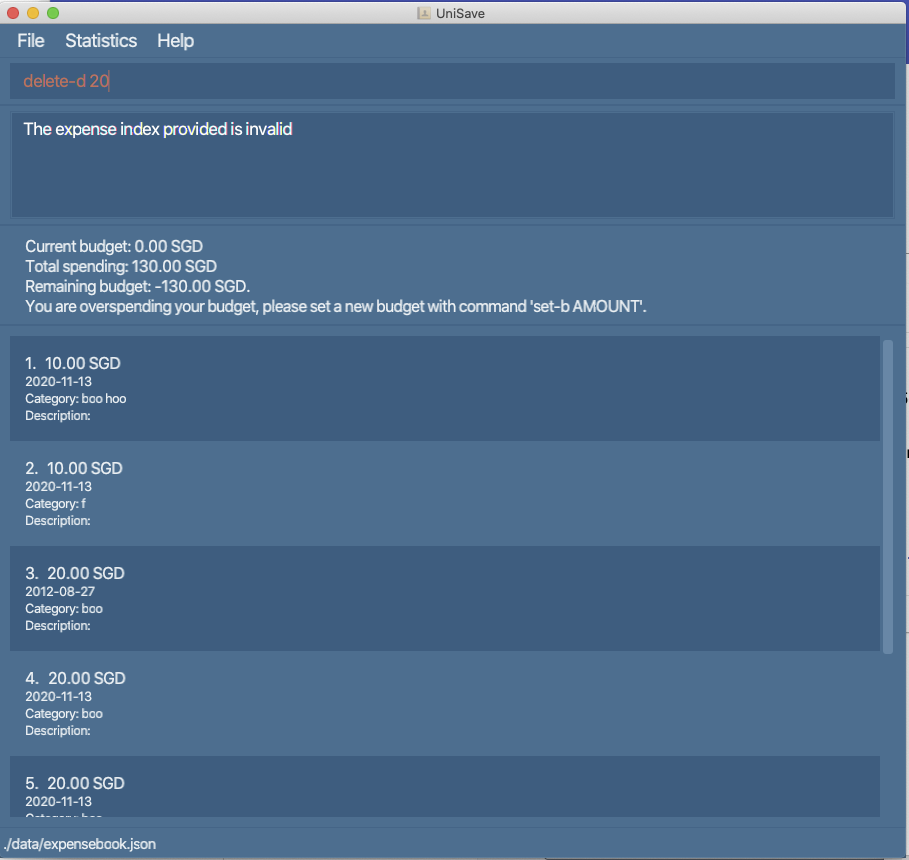 UniSave
File Statistics Help
delete-d 20
The expense index provided is invalid
Current budget: 0.00 SGD
Total spending: 130.00 SGD
Remaining budget: -130.00 SGD.
You are overspending your budget, please set a new budget with command 'set-b AMOUNT'.
1. 10.00 SGD
2020-11-13
Category: boo hoo
Description:
2. 10.00 SGD
2020-11-13
Category: f
Description:
3. 20.00 SGD
2012-08-27
Category: boo
Description:
4. 20.00 SGD
2020-11-13
Category: boo
Description:
5. 20.00 SGD
2020-11-13
./data/expensebook.json